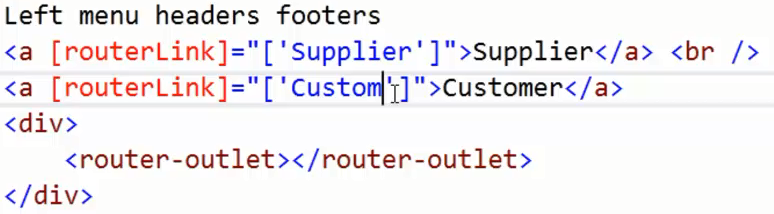 Left menu headers footers
<a [routerLink]="['Supplier']">Supplier</a> <br />
<a [routerLink]="['Custom']">Customer</a>
<div>
    <router-outlet></router-outlet>
</div>